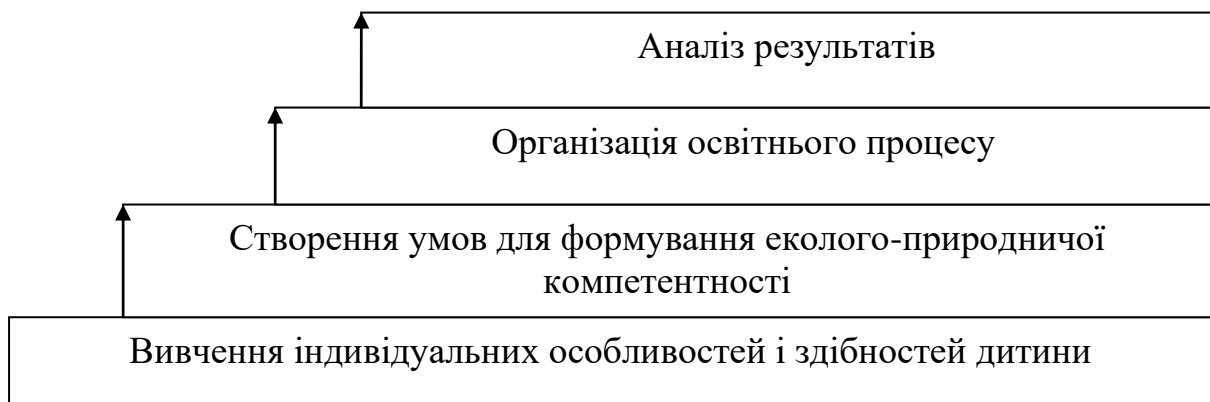 Аналіз результатів
Організація освітнього процесу
Створення умов для формування еколого-природничої
компетентності
Вивчення індивідуальних особливостей і здібностей дитини